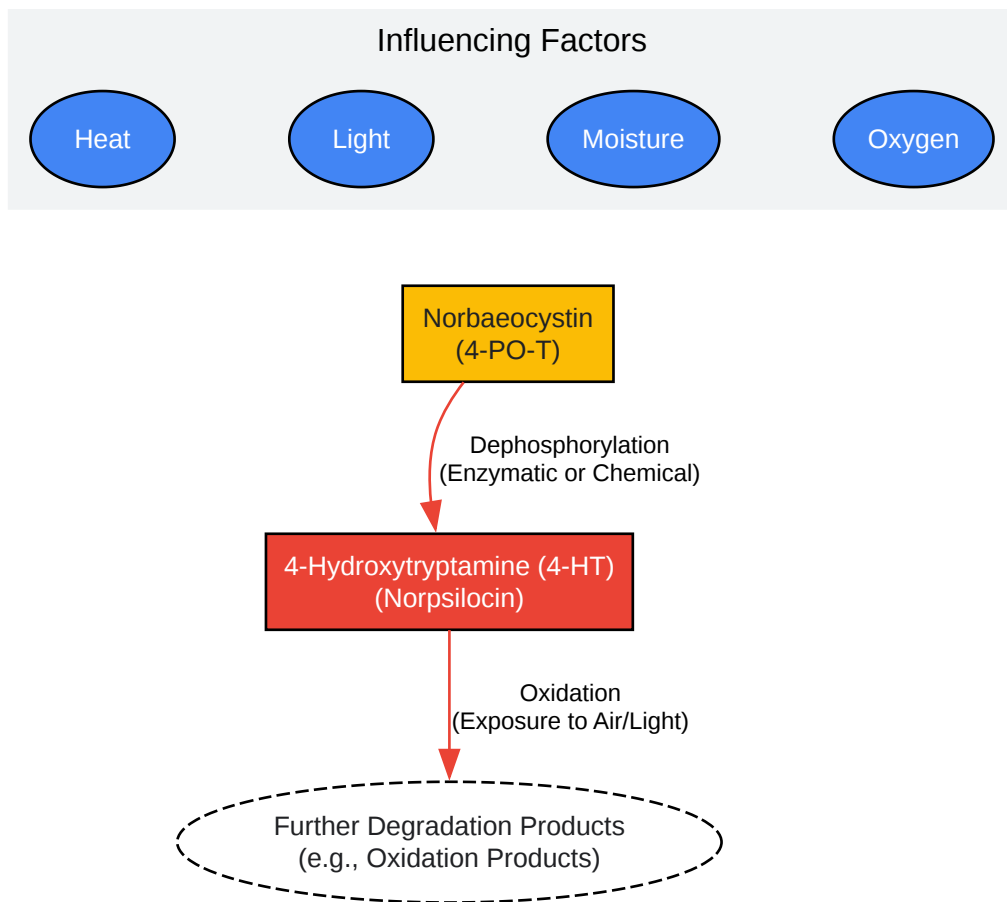 Influencing Factors
Heat
Light
Moisture
Oxygen
Norbaeocystin
(4-PO-T)
Dephosphorylation
(Enzymatic or Chemical)
4-Hydroxytryptamine (4-HT)
(Norpsilocin)
Oxidation
(Exposure to Air/Light)
Further Degradation Products
(e.g., Oxidation Products)